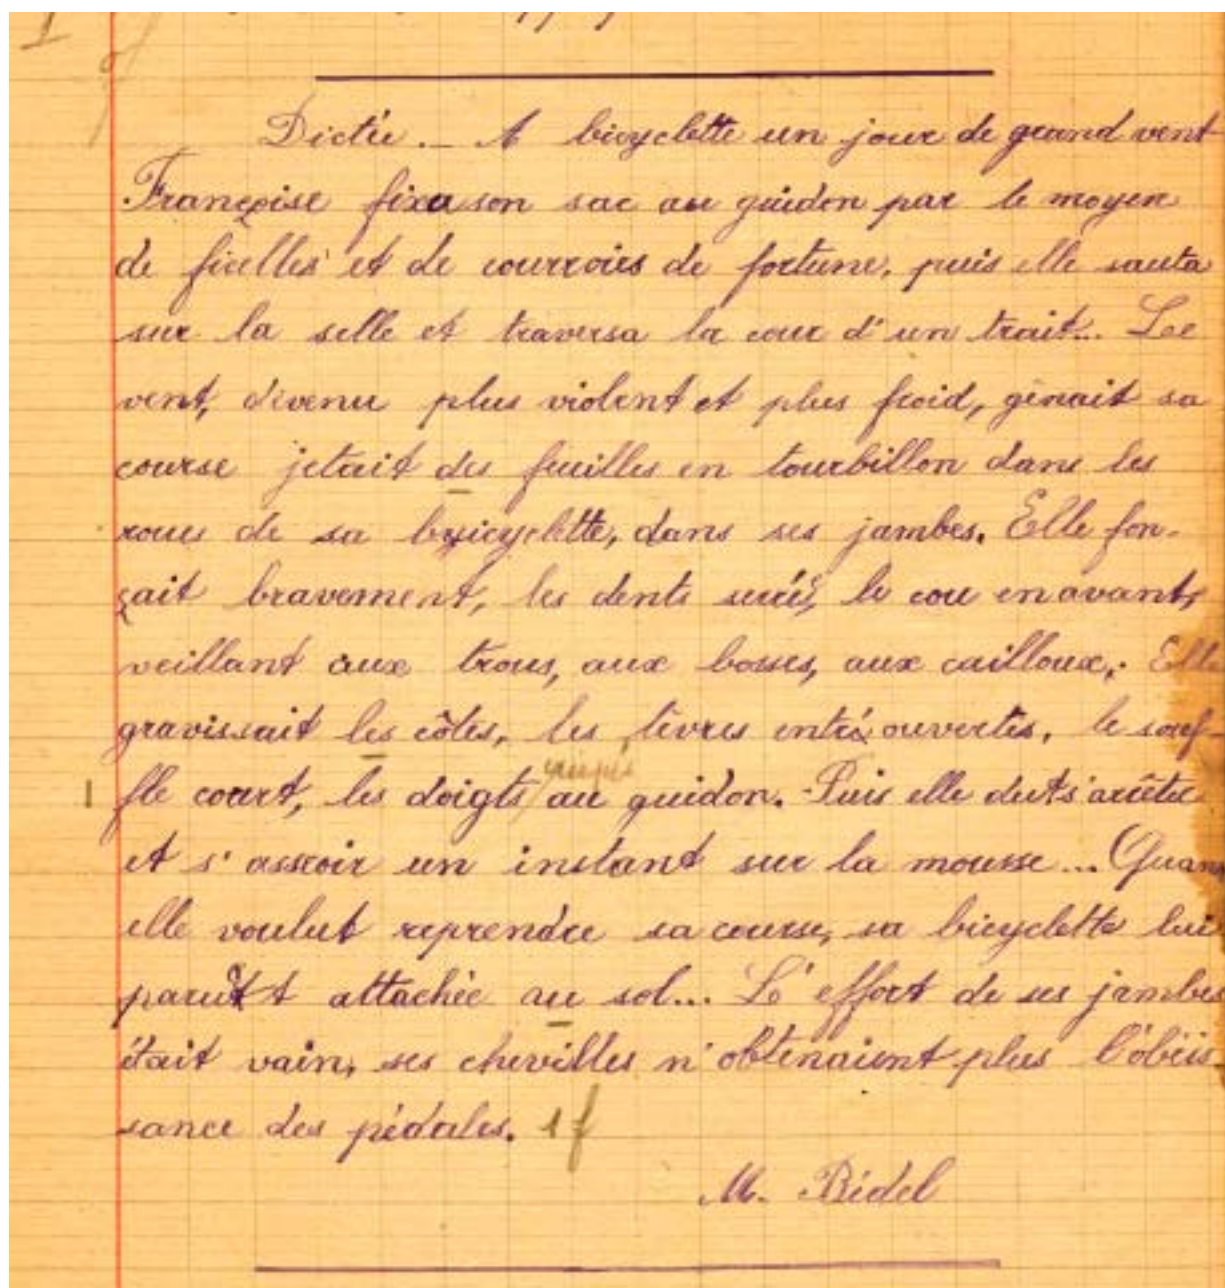 Dictée. _ A bicyclette un jour de grand vent
Françoise fixa son sac au guidon par le moyen
de ficelles et de courroies de fortune, puis elle sauta
sur la selle et traversa la cour d'un trait... Le
vent, devenu plus violent et plus froid, gênait sa
course jetait des feuilles en tourbillon dans les
roues de sa bicyclette, dans ses jambes. Elle fon-
çait bravement, les dents serrés, le cou en avant,
veillant aux trous, aux bosses, aux cailloux,. Elle
gravissait les côtes, les lèvres entré ouvertes, le souf-
1 fle court, les doigts au guidon. Puis elle dut s'arrêter
et s'asseoir un instant sur la mousse... Quand
elle voulut reprendre sa course, sa bicyclette lui
parut attachée au sol... L'effort de ses jambes
était vain, ses chevilles n'obtenaient plus l'obéis-
sance des pédales. 1 f
M. Bedel